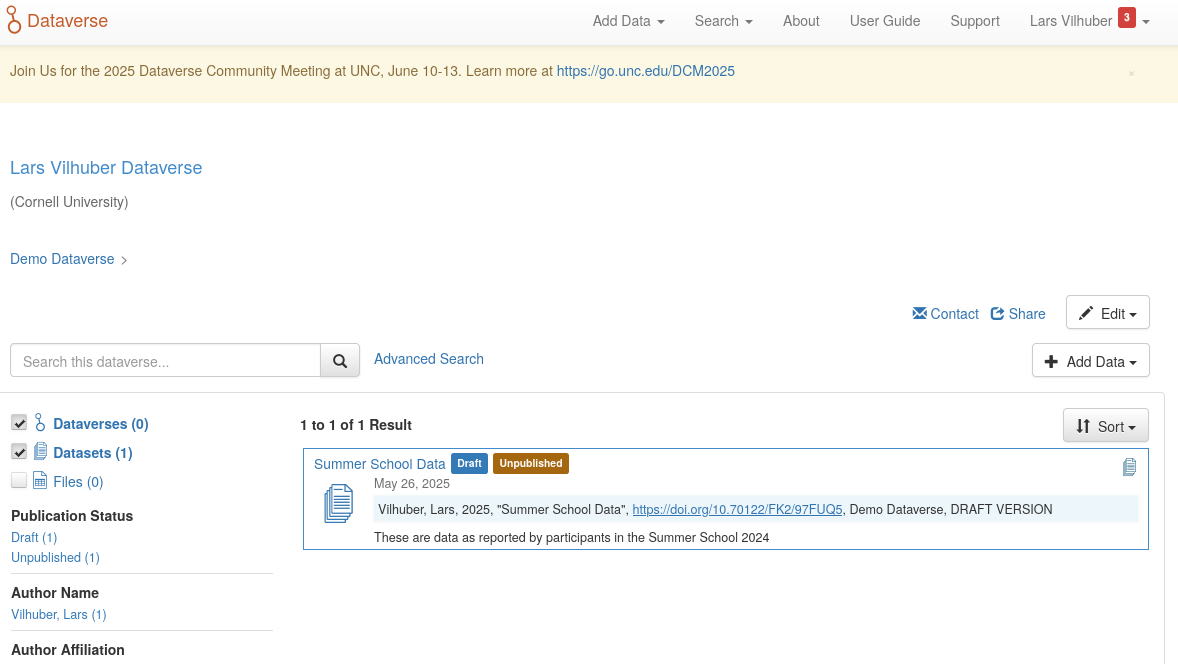 Dataverse
Add Data Search About User Guide Support Lars Vilhuber 3
Join Us for the 2025 Dataverse Community Meeting at UNC, June 10-13. Learn more at https://go.unc.edu/DCM2025 ×
Lars Vilhuber Dataverse
(Cornell University)
Demo Dataverse >
Contact Share Edit
Search this dataverse... Advanced Search Add Data
Dataverses (0)
Datasets (1)
Files (0)
Publication Status
Draft (1)
Unpublished (1)
Author Name
Vilhuber, Lars (1)
Author Affiliation
1 to 1 of 1 Result Sort
Summer School Data Draft Unpublished
May 26, 2025
Vilhuber, Lars, 2025, "Summer School Data", https://doi.org/10.70122/FK2/97FUQ5, Demo Dataverse, DRAFT VERSION
These are data as reported by participants in the Summer School 2024